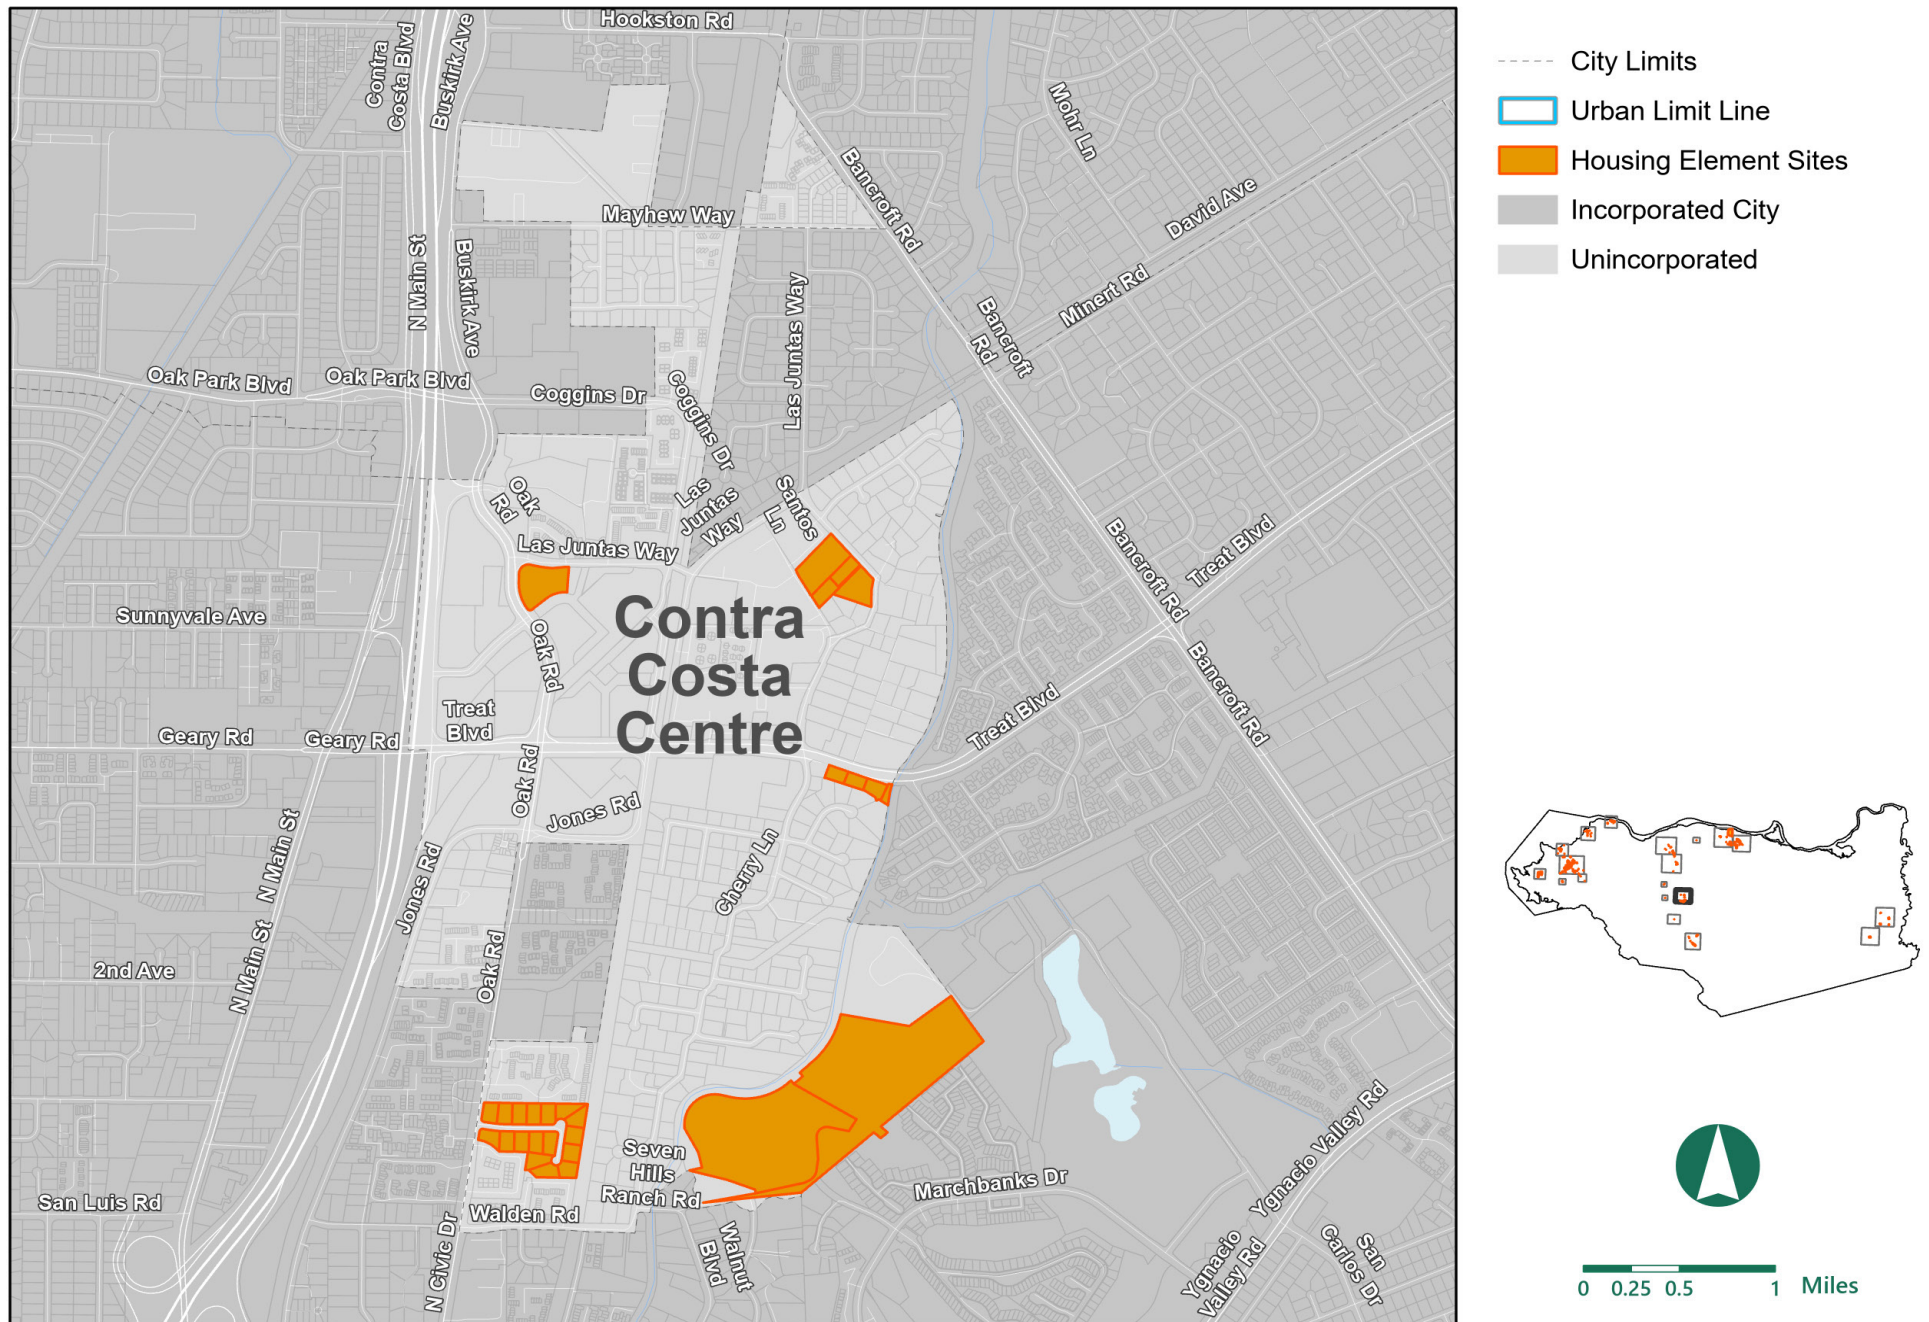 Hookston Rd
Contra
Costa Blvd
Buskirk Ave
Mohr Ln
Bancroft Rd
David Ave
Mayhew Way
N Main St
Buskirk Ave
Las Juntas Way
Minert Rd
Bancroft
Rd
Oak Park Blvd
Oak Park Blvd
Coggins Dr
Coggins Dr
Oak
Rd
Las
Juntas
Way
Santos
Ln
Las Juntas Way
Bancroft Rd
Treat Blvd
Sunnyvale Ave
Contra
Costa
Centre
Oak Rd
Bancroft Rd
Treat
Blvd
Treat Blvd
Geary Rd
Geary Rd
Oak Rd
Jones Rd
N Main St
Cherry Ln
Jones Rd
N Main St
Oak Rd
2nd Ave
Seven
Hills
Ranch Rd
Marchbanks Dr
Ygnacio Valley Rd
San Luis Rd
Walden Rd
N Civic Dr
Walnut
Blvd
Ygnacio
Valley Rd
San
Carlos Dr
City Limits
Urban Limit Line
Housing Element Sites
Incorporated City
Unincorporated
0 0.25 0.5 1 Miles